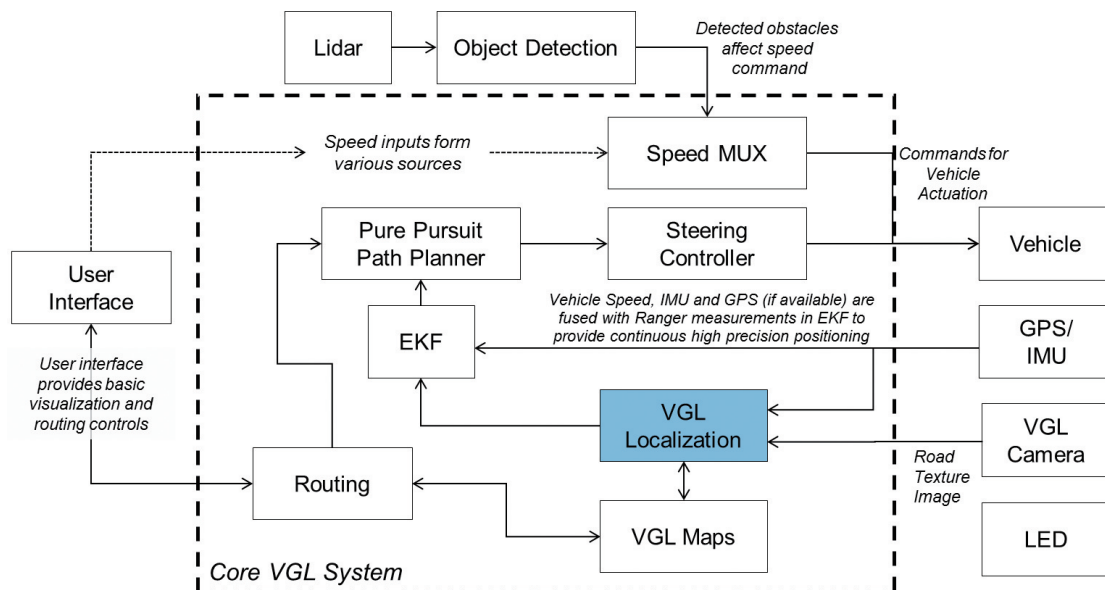 Lidar
Object Detection
Detected obstacles
affect speed
command
Speed inputs form
various sources
Speed MUX
Commands for
Vehicle
Actuation
Pure Pursuit
Path Planner
Steering
Controller
Vehicle
User
Interface
Vehicle Speed, IMU and GPS (if available) are
fused with Ranger measurements in EKF to
provide continuous high precision positioning
EKF
GPS/
IMU
User interface
provides basic
visualization and
routing controls
VGL
Localization
VGL
Camera
Road
Texture
Image
Routing
VGL Maps
LED
Core VGL System